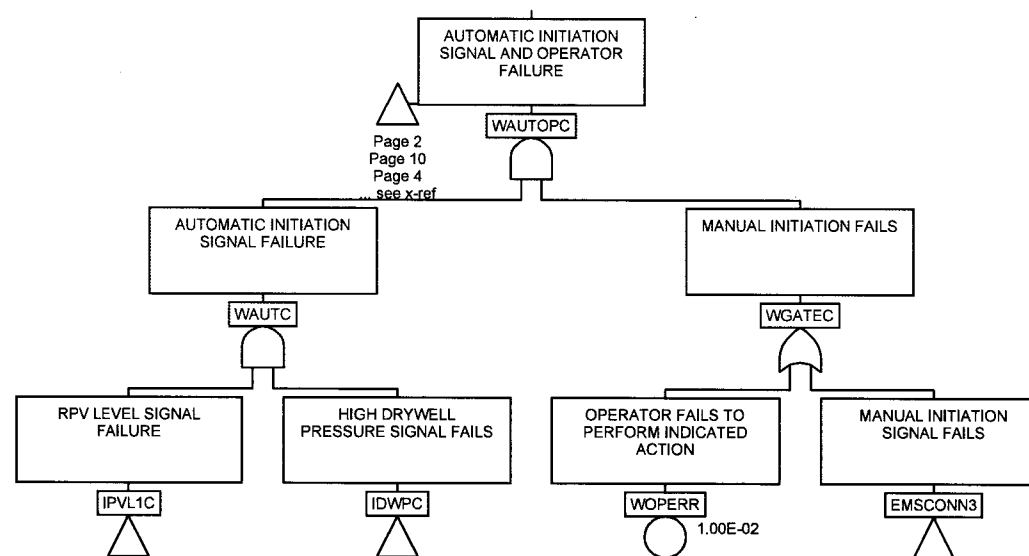 AUTOMATIC INITIATION
SIGNAL AND OPERATOR
FAILURE
WAUTOPC
Page 2
Page 10
Page 4
... see x-ref
AUTOMATIC INITIATION
SIGNAL FAILURE
WAUTC
MANUAL INITIATION FAILS
WGATEC
RPV LEVEL SIGNAL
FAILURE
IPVL1C
HIGH DRYWELL
PRESSURE SIGNAL FAILS
IDWPC
OPERATOR FAILS TO
PERFORM INDICATED
ACTION
WOPERR
1.00E-02
MANUAL INITIATION
SIGNAL FAILS
EMSCONN3